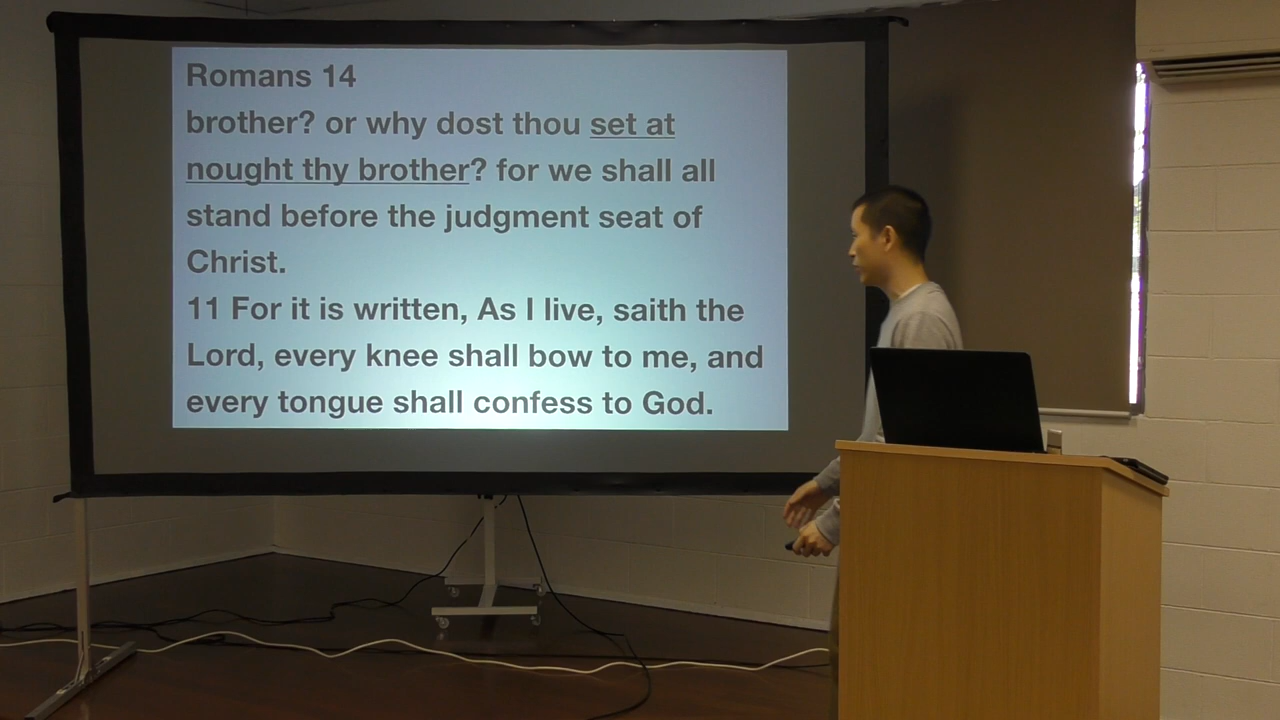 Romans 14
brother? or why dost thou set at
nought thy brother? for we shall all
stand before the judgment seat of
Christ.
11 For it is written, As I live, saith the
Lord, every knee shall bow to me, and
every tongue shall confess to God.